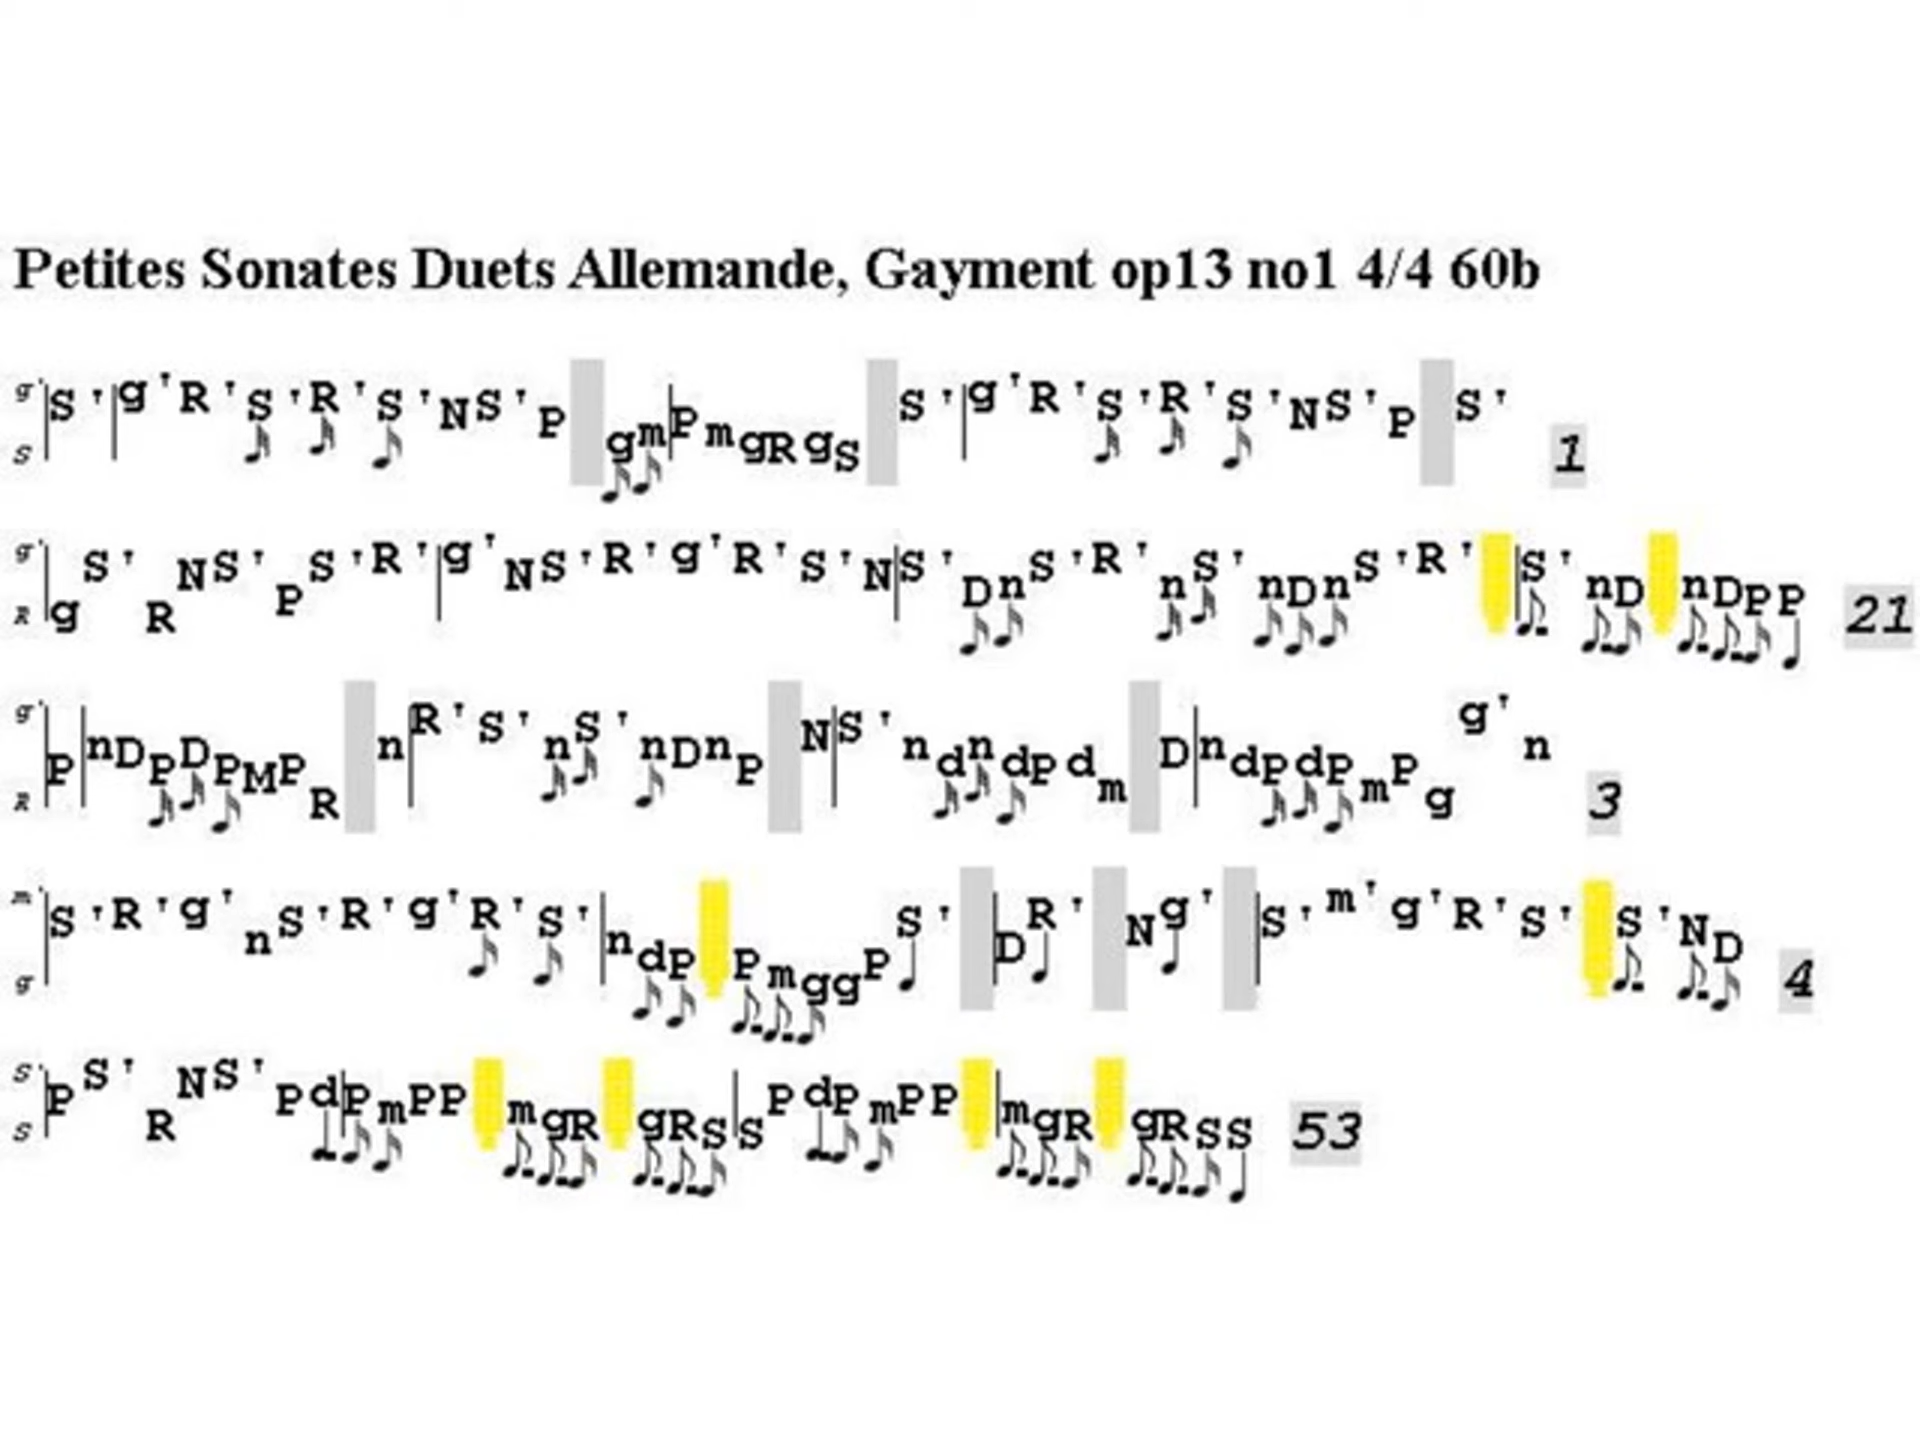 Petites Sonates Duets Allemande, Gayment op13 no1 4/4 60b
g' s |S ' |g ' R ' S ' R ' S ' N S ' P g m |P m g R g S S ' |g ' R ' S ' R ' S ' N S ' P S ' 1
g' R |g S ' R N S ' P S ' R ' |g ' N S ' R ' g ' R ' S ' N |S ' D n S ' R ' n S ' n D n S ' R ' |S ' n D n D P P 21
g' R |P |n D P D P M P R n |R ' S ' n S ' n D n P N |S ' n d n d P d m D |n d P d P m P g g ' n 3
m' g |S ' R ' g ' n S ' R ' g ' R ' S ' |n d P P m g g P S ' |D R ' N g ' |S ' m ' g ' R ' S ' S ' N D 4
S' S |P S ' R N S ' P d |P m P P m g R g R S |S P d P m P P |m g R g R S S 53